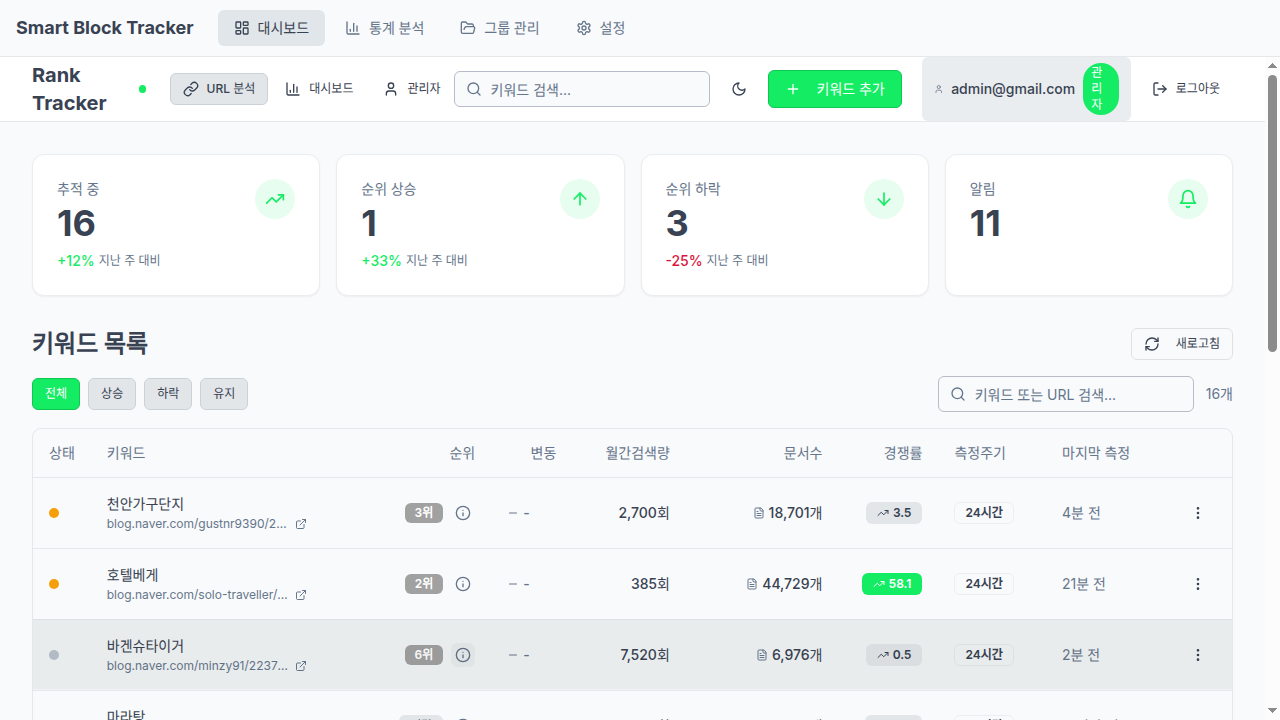 Smart Block Tracker 대시보드 통계 분석 그룹 관리 설정
Rank Tracker URL 분석 대시보드 관리자 키워드 검색... 키워드 추가 admin@gmail.com 관리자 로그아웃
추적 중
16
+12% 지난 주 대비
순위 상승
1
+33% 지난 주 대비
순위 하락
3
-25% 지난 주 대비
알림
11
키워드 목록 새로고침
전체 상승 하락 유지 키워드 또는 URL 검색... 16개
상태 키워드 순위 변동 월간검색량 문서수 경쟁률 측정주기 마지막 측정
천안가구단지
blog.naver.com/gustnr9390/2... 3위 – - 2,700회 18,701개 3.5 24시간 4분 전
호텔베게
blog.naver.com/solo-traveller/... 2위 – - 385회 44,729개 58.1 24시간 21분 전
바겐슈타이거
blog.naver.com/minzy91/2237... 6위 – - 7,520회 6,976개 0.5 24시간 2분 전
마라탕